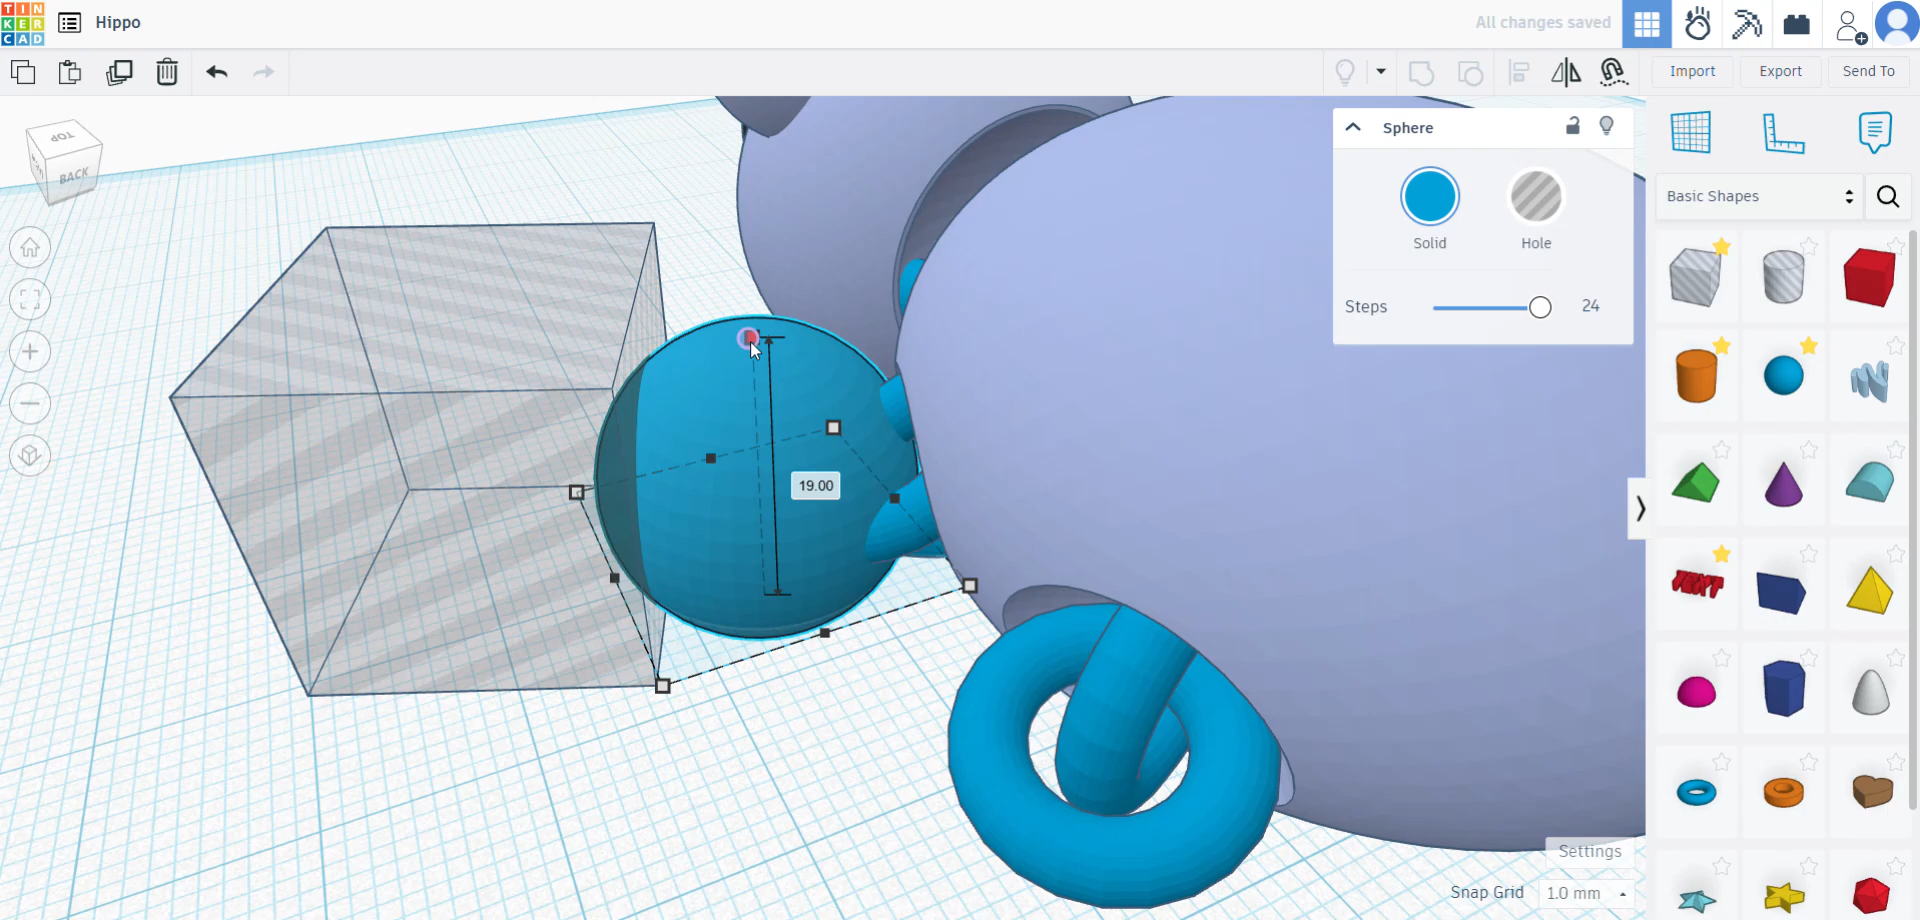 TIN
KER
CAD
Hippo
All changes saved
Import
Export
Send To
TOP
BACK
Sphere
Solid
Hole
Steps
24
Basic Shapes
19.00
TEXT
Settings
Snap Grid
1.0 mm